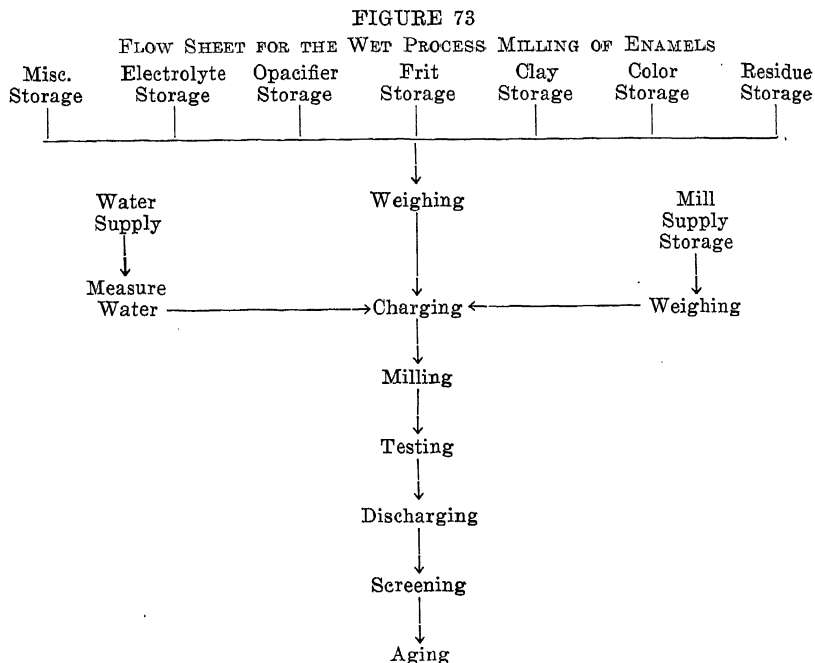 FIGURE 73
FLOW SHEET FOR THE WET PROCESS MILLING OF ENAMELS
Misc. Storage
Electrolyte Storage
Opacifier Storage
Frit Storage
Clay Storage
Color Storage
Residue Storage
Water Supply
Weighing
Mill Supply Storage
Measure Water
Charging
Weighing
Milling
Testing
Discharging
Screening
Aging